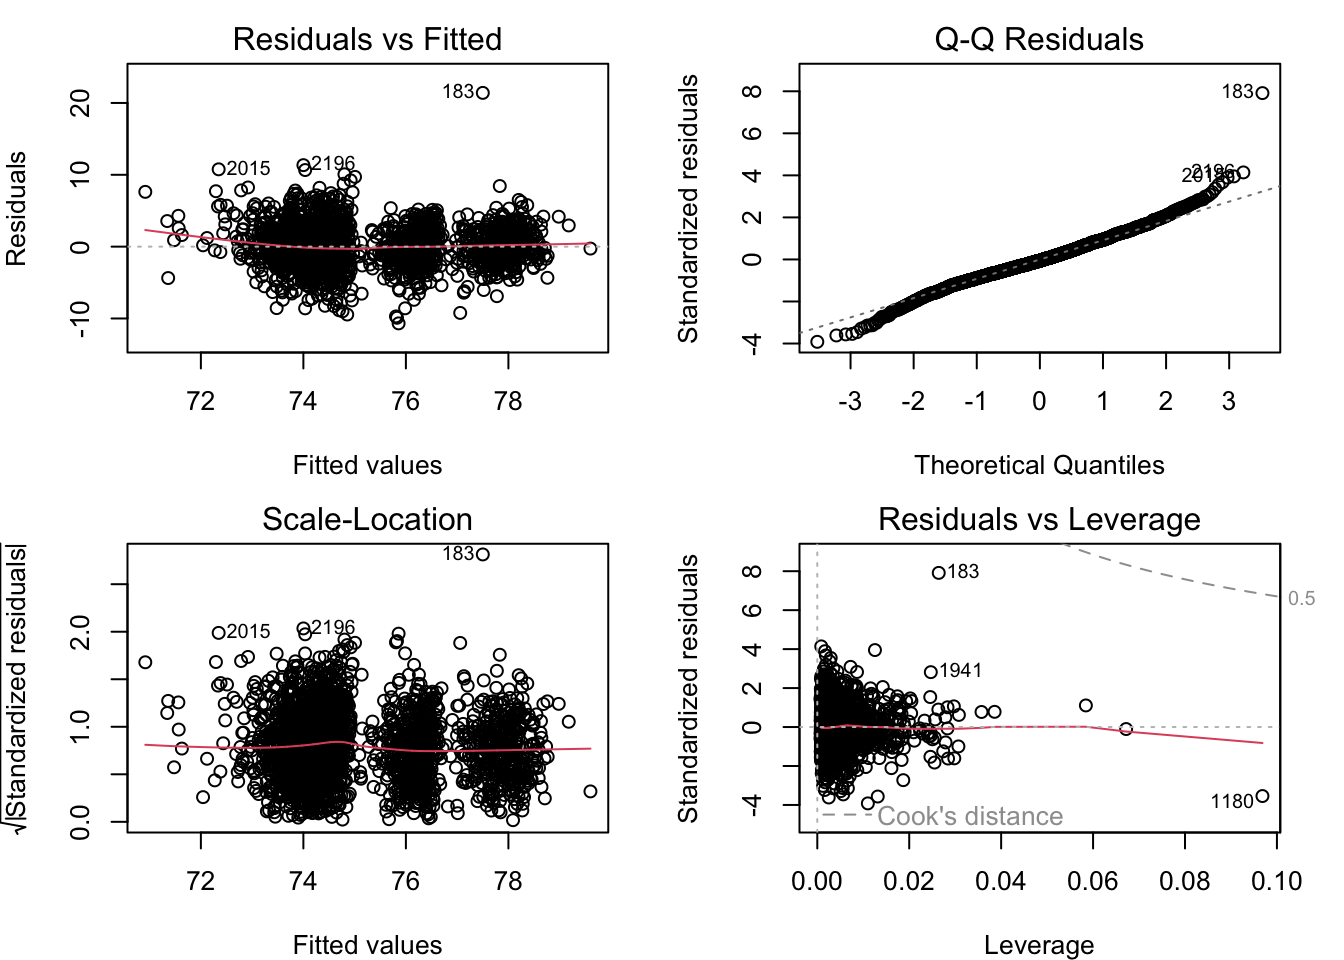 Residuals vs Fitted
Residuals
20
10
0
-10
183
2015
2196
72 74 76 78
Fitted values
Q-Q Residuals
Standardized residuals
8
6
4
2
0
-4
183
2196
2015
-3 -2 -1 0 1 2 3
Theoretical Quantiles
Scale-Location
√|Standardized residuals|
2.0
1.0
0.0
183
2015
2196
72 74 76 78
Fitted values
Residuals vs Leverage
Standardized residuals
8
6
4
2
0
-4
183
1941
1180
0.5
Cook's distance
0.00 0.02 0.04 0.06 0.08 0.10
Leverage